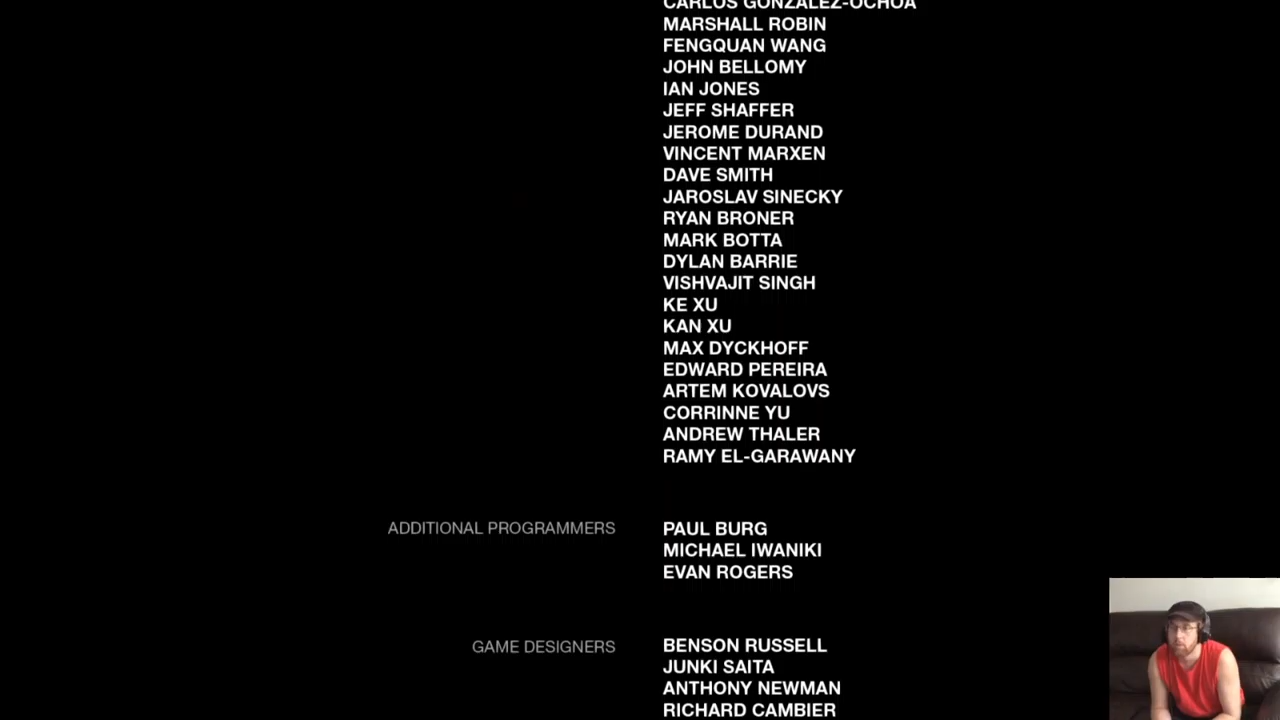 CARLOS GONZALEZ-OCHOA
MARSHALL ROBIN
FENGQUAN WANG
JOHN BELLOMY
IAN JONES
JEFF SHAFFER
JEROME DURAND
VINCENT MARXEN
DAVE SMITH
JAROSLAV SINECKY
RYAN BRONER
MARK BOTTA
DYLAN BARRIE
VISHVAJIT SINGH
KE XU
KAN XU
MAX DYCKHOFF
EDWARD PEREIRA
ARTEM KOVALOVS
CORRINNE YU
ANDREW THALER
RAMY EL-GARAWANY
ADDITIONAL PROGRAMMERS PAUL BURG
MICHAEL IWANIKI
EVAN ROGERS
GAME DESIGNERS BENSON RUSSELL
JUNKI SAITA
ANTHONY NEWMAN
RICHARD CAMBIER